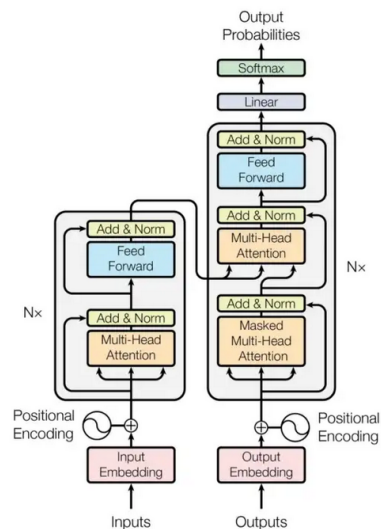 Output
Probabilities
Softmax
Linear
Add & Norm
Feed
Forward
Add & Norm
Multi-Head
Attention
Add & Norm
Masked
Multi-Head
Attention
N×
Add & Norm
Feed
Forward
Add & Norm
Multi-Head
Attention
N×
Positional
Encoding
Positional
Encoding
Input
Embedding
Output
Embedding
Inputs
Outputs